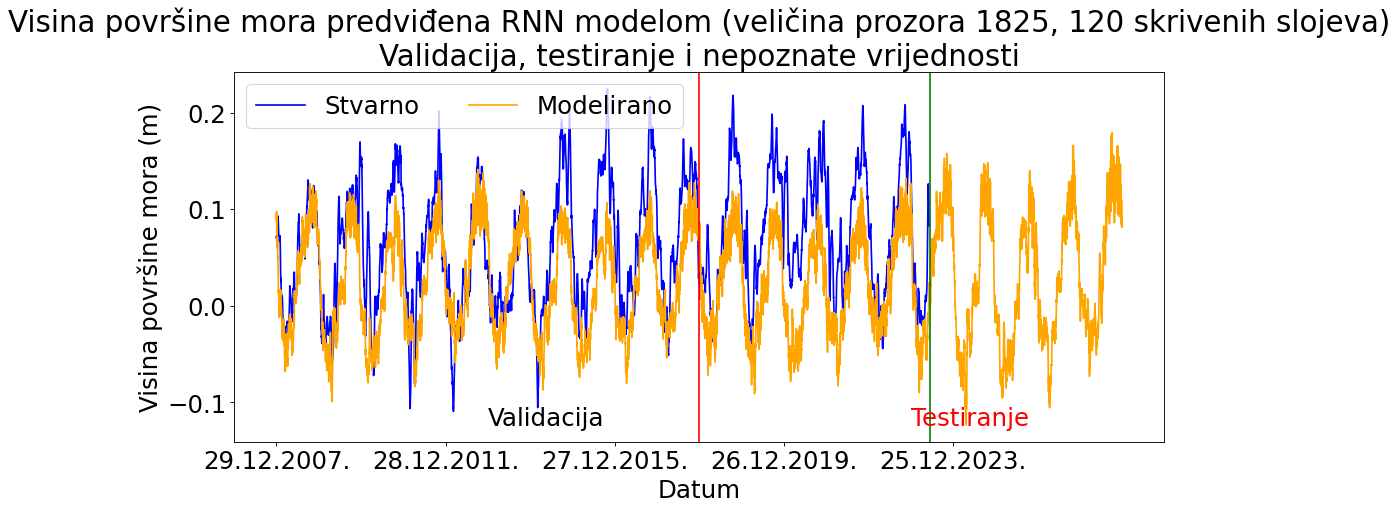 Visina površine mora predviđena RNN modelom (veličina prozora 1825, 120 skrivenih slojeva)
Validacija, testiranje i nepoznate vrijednosti
Stvarno Modelirano
Visina površine mora (m)
0.2
0.1
0.0
−0.1
Validacija Testiranje
29.12.2007. 28.12.2011. 27.12.2015. 26.12.2019. 25.12.2023.
Datum